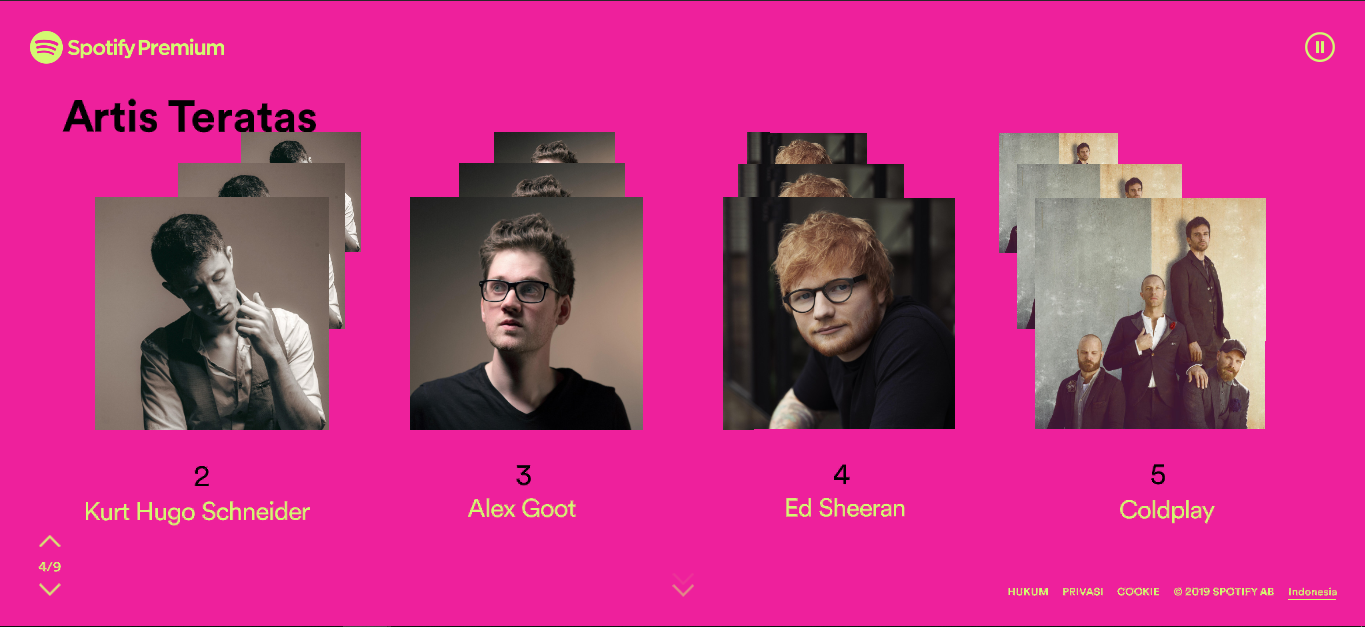 Spotify Premium
Artis Teratas
2
Kurt Hugo Schneider
3
Alex Goot
4
Ed Sheeran
5
Coldplay
4/9
HUKUM PRIVASI COOKIE © 2019 SPOTIFY AB Indonesia